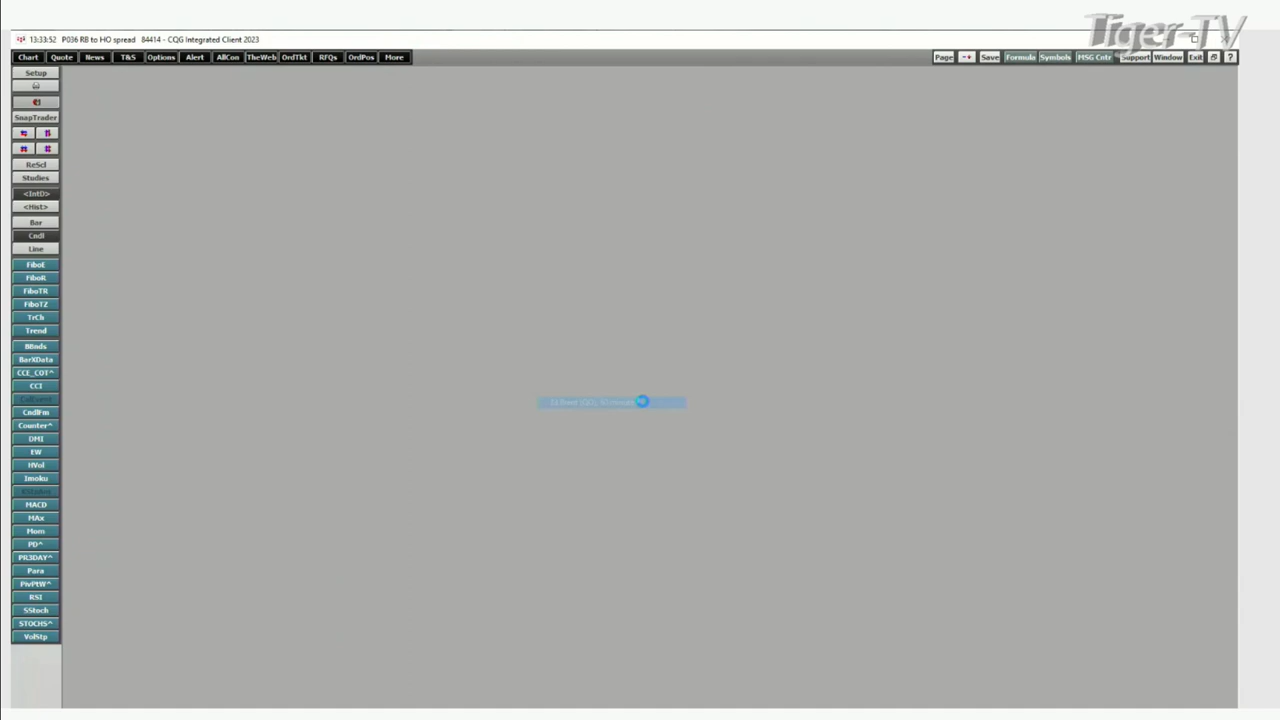 Tiger-TV
13:33:52 P036 RB to HO spread 84414 - CQG Integrated Client 2023
Chart Quote News T&S Options Alert AllCon TheWeb OrdTkt RFQs OrdPos More Page Save Formula Symbols MSG Cntr Support Window Exit ?
Setup
SnapTrader
ReScl
Studies
<IntD>
<Hist>
Bar
Cndl
Line
FiboE
FiboR
FiboTR
FiboTZ
TrCh
Trend
BBnds
BarXData
CCE_COT^
CCI
CndlFm
Counter^
DMI
EW
HVol
Imoku
MACD
MAx
Mom
PD^
PR3DAY^
Para
PivPtW^
RSI
SStoch
STOCHS^
VolStp